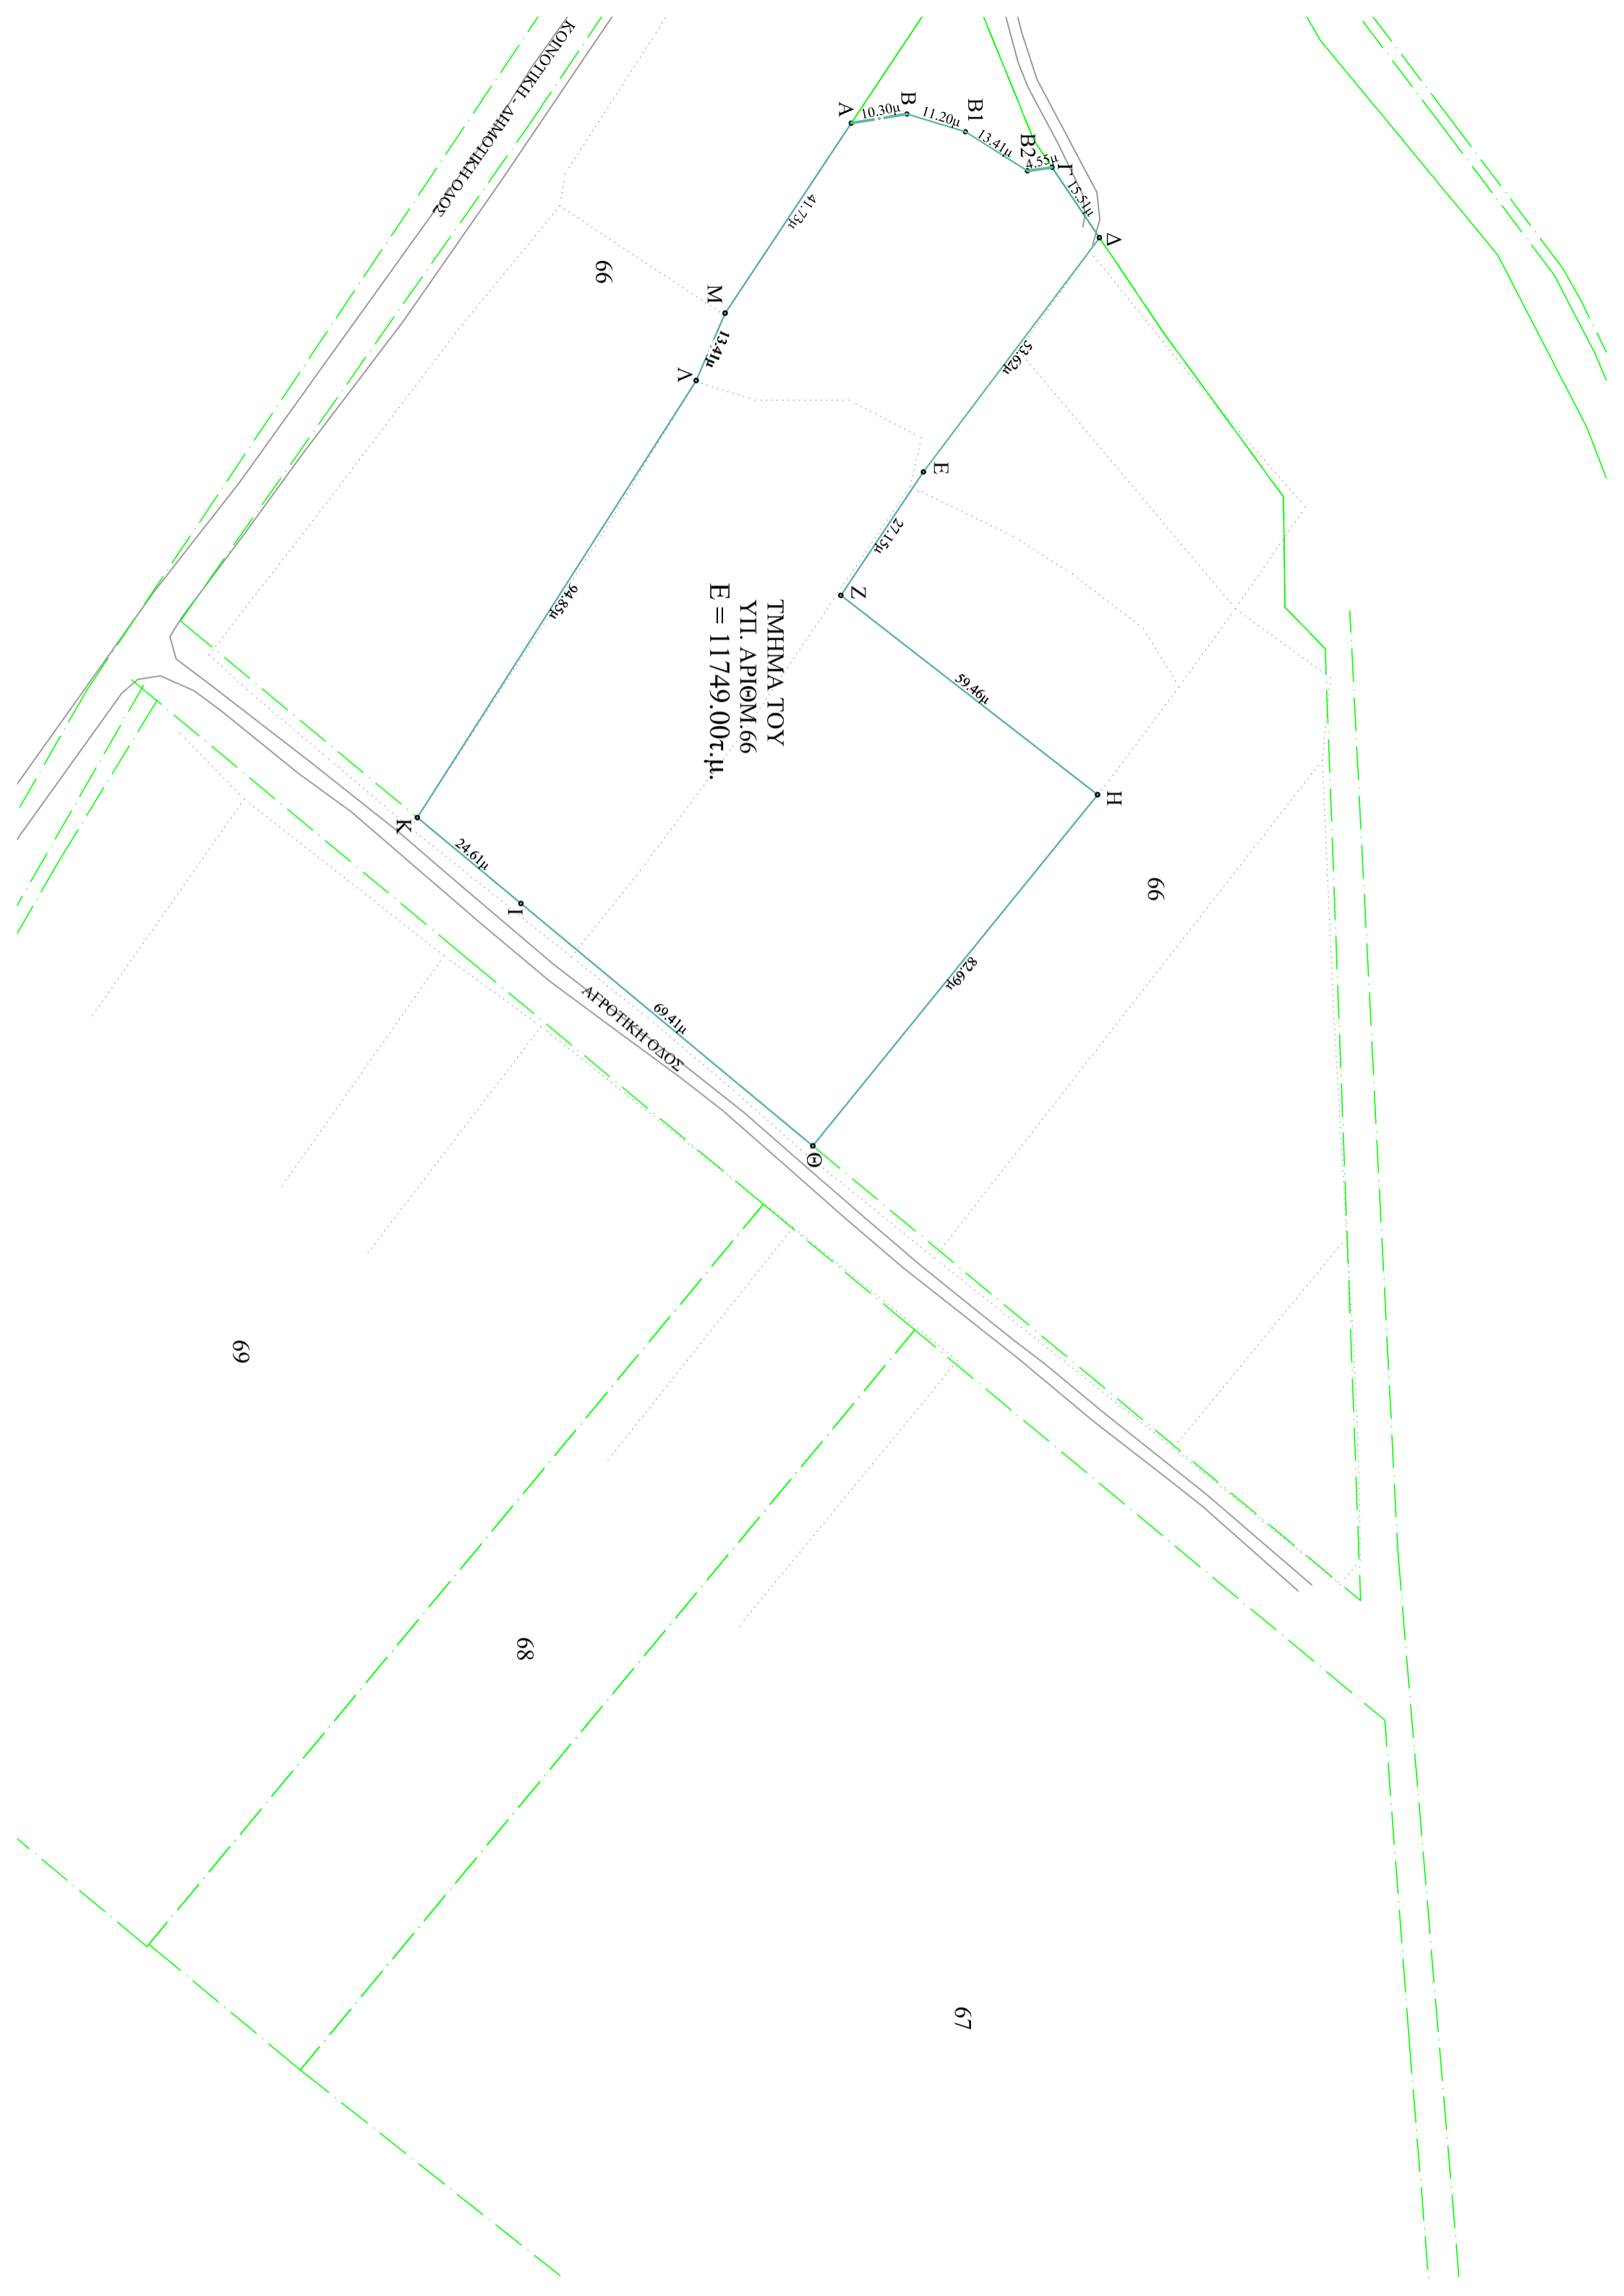 ΚΟΙΝΟΤΙΚΗ - ΔΗΜΟΤΙΚΗ ΟΔΟΣ
Α
10.30μ
Β
11.20μ
Β1
13.41μ
Β2
4.55μ
Γ
15.51μ
Δ
41.73μ
53.62μ
66
Μ
13.41μ
Λ
Ε
27.15μ
Ζ
94.85μ
ΤΜΗΜΑ ΤΟΥ
ΥΠ. ΑΡΙΘΜ.66
Ε = 11749.00τ.μ.
59.46μ
Η
66
Κ
24.61μ
Ι
82.69μ
69.41μ
ΑΓΡΟΤΙΚΗ ΟΔΟΣ
Θ
69
68
67